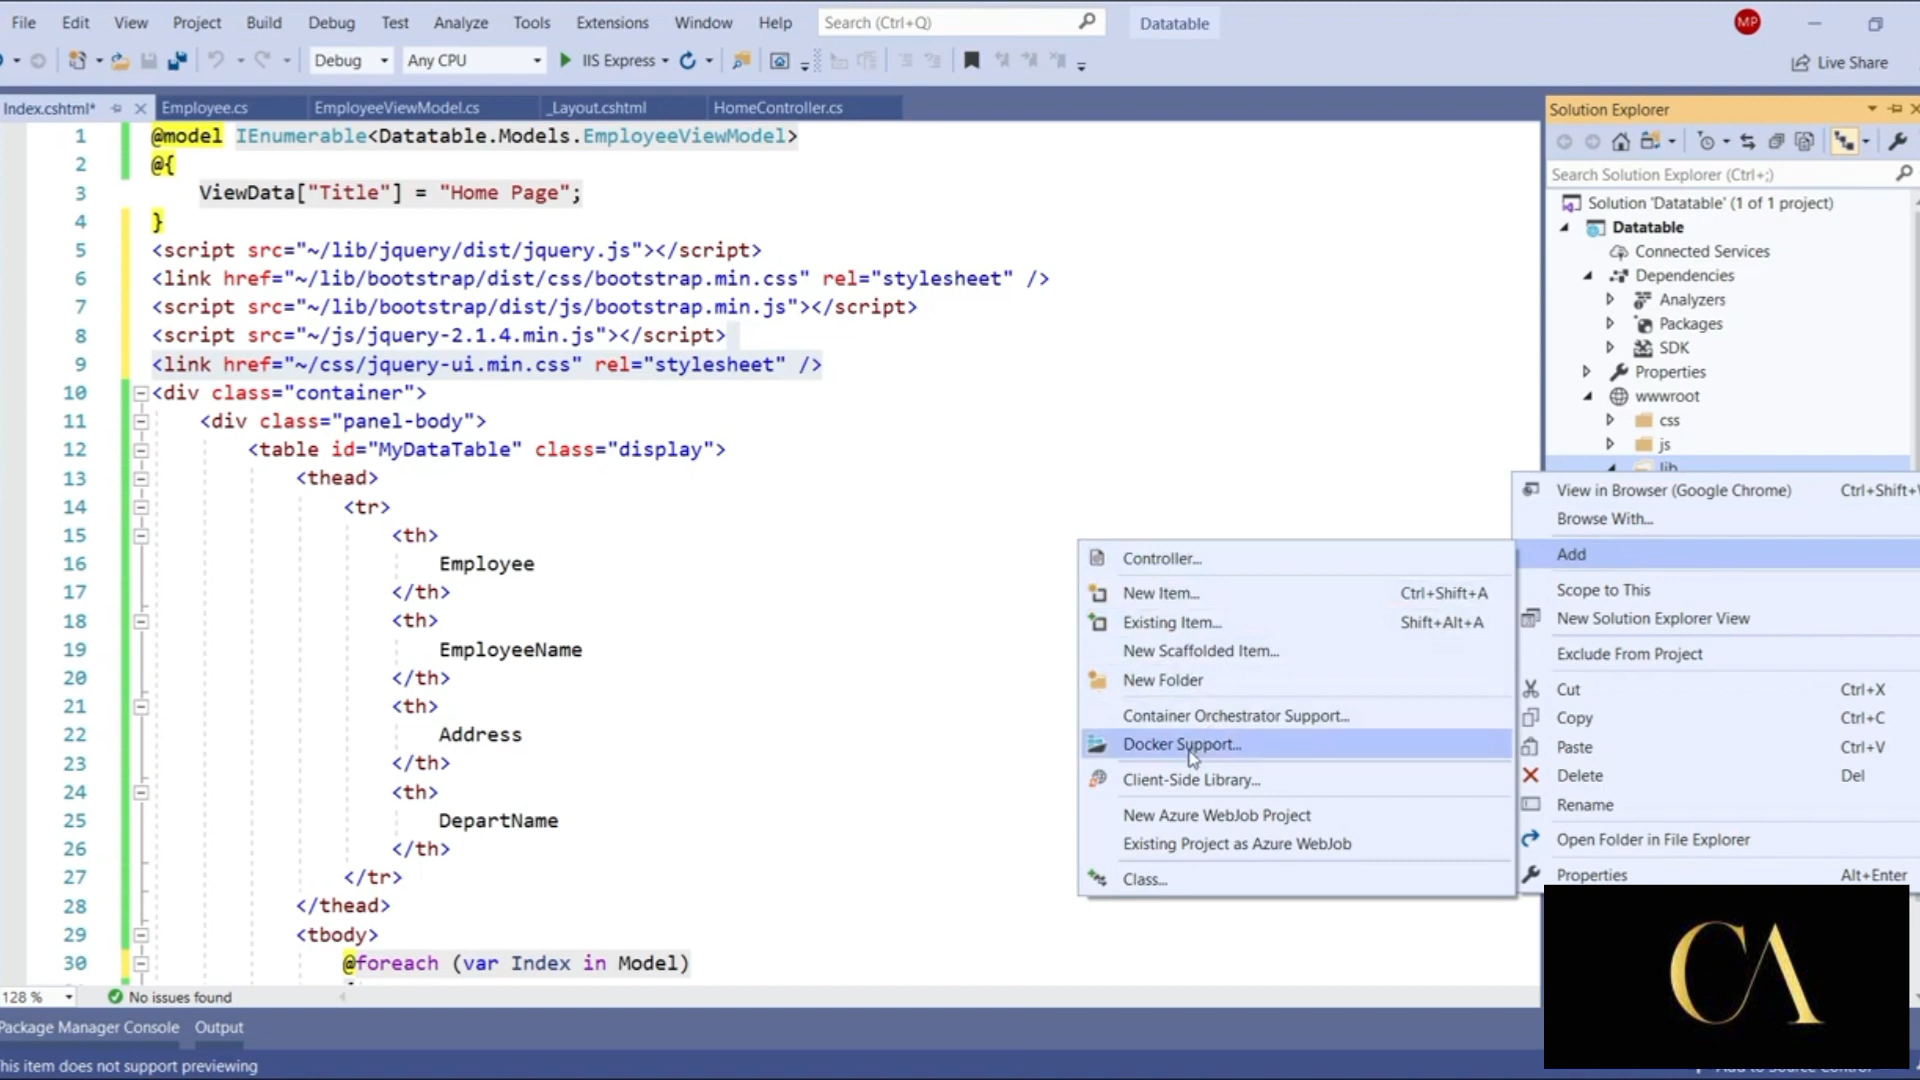 File Edit View Project Build Debug Test Analyze Tools Extensions Window Help Search (Ctrl+Q) Datatable MP
Debug Any CPU IIS Express Live Share
Index.cshtml* Employee.cs EmployeeViewModel.cs _Layout.cshtml HomeController.cs
1 @model IEnumerable<Datatable.Models.EmployeeViewModel>
2 @{
3 ViewData["Title"] = "Home Page";
4 }
5 <script src="~/lib/jquery/dist/jquery.js"></script>
6 <link href="~/lib/bootstrap/dist/css/bootstrap.min.css" rel="stylesheet" />
7 <script src="~/lib/bootstrap/dist/js/bootstrap.min.js"></script>
8 <script src="~/js/jquery-2.1.4.min.js"></script>
9 <link href="~/css/jquery-ui.min.css" rel="stylesheet" />
10 <div class="container">
11 <div class="panel-body">
12 <table id="MyDataTable" class="display">
13 <thead>
14 <tr>
15 <th>
16 Employee
17 </th>
18 <th>
19 EmployeeName
20 </th>
21 <th>
22 Address
23 </th>
24 <th>
25 DepartName
26 </th>
27 </tr>
28 </thead>
29 <tbody>
30 @foreach (var Index in Model)
128 % No issues found
Package Manager Console Output
his item does not support previewing
Solution Explorer
Search Solution Explorer (Ctrl+;)
Solution 'Datatable' (1 of 1 project)
Datatable
Connected Services
Dependencies
Analyzers
Packages
SDK
Properties
wwwroot
css
js
lib
View in Browser (Google Chrome) Ctrl+Shift+
Browse With...
Add
Scope to This
New Solution Explorer View
Exclude From Project
Cut Ctrl+X
Copy Ctrl+C
Paste Ctrl+V
Delete Del
Rename
Open Folder in File Explorer
Properties Alt+Enter
Controller...
New Item... Ctrl+Shift+A
Existing Item... Shift+Alt+A
New Scaffolded Item...
New Folder
Container Orchestrator Support...
Docker Support...
Client-Side Library...
New Azure WebJob Project
Existing Project as Azure WebJob
Class...
CA